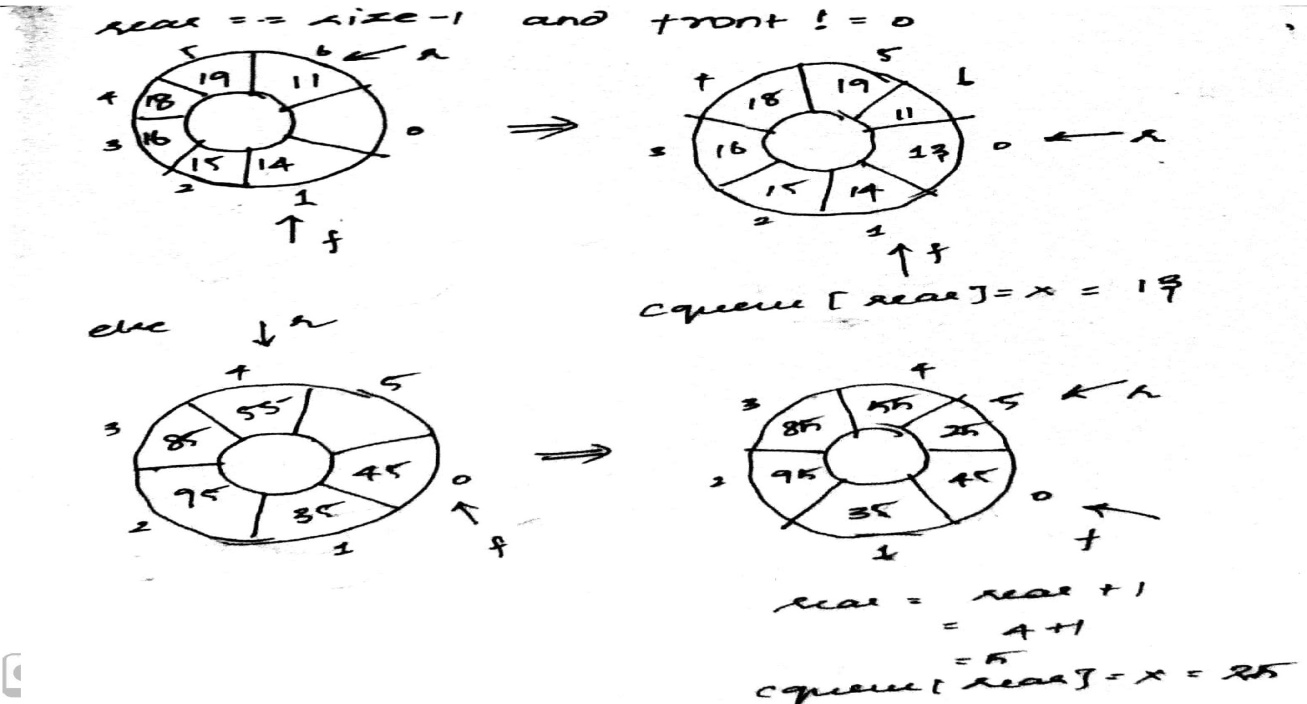 rear == size-1 and front != 0
5 6 ← r
19 11
4 18
0
3 16
15 14
2
1
↑ f
⇒
5
4 19 6
18 11
3 16 13 0 ← r
15 14
2
1
↑ f
cqueue [rear] = x = 13
else
↓ r
4 5
55
3
85
45 0
95
35
2
1
↑ f
⇒
4
3 55 5 ← r
85 25
2 95 45
0
35
1
← f
rear = rear + 1
= 4+1
= 5
cqueue[rear] = x = 25